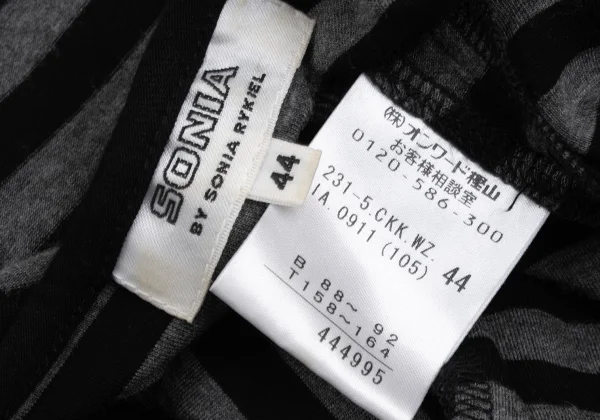 SONIA
BY SONIA RYKIEL
44
(株)オンワード樫山
お客様相談室
0120-586-300
231-5.CKK.WZ.
IA.0911(105) 44
B 88~ 92
T158~164
444995